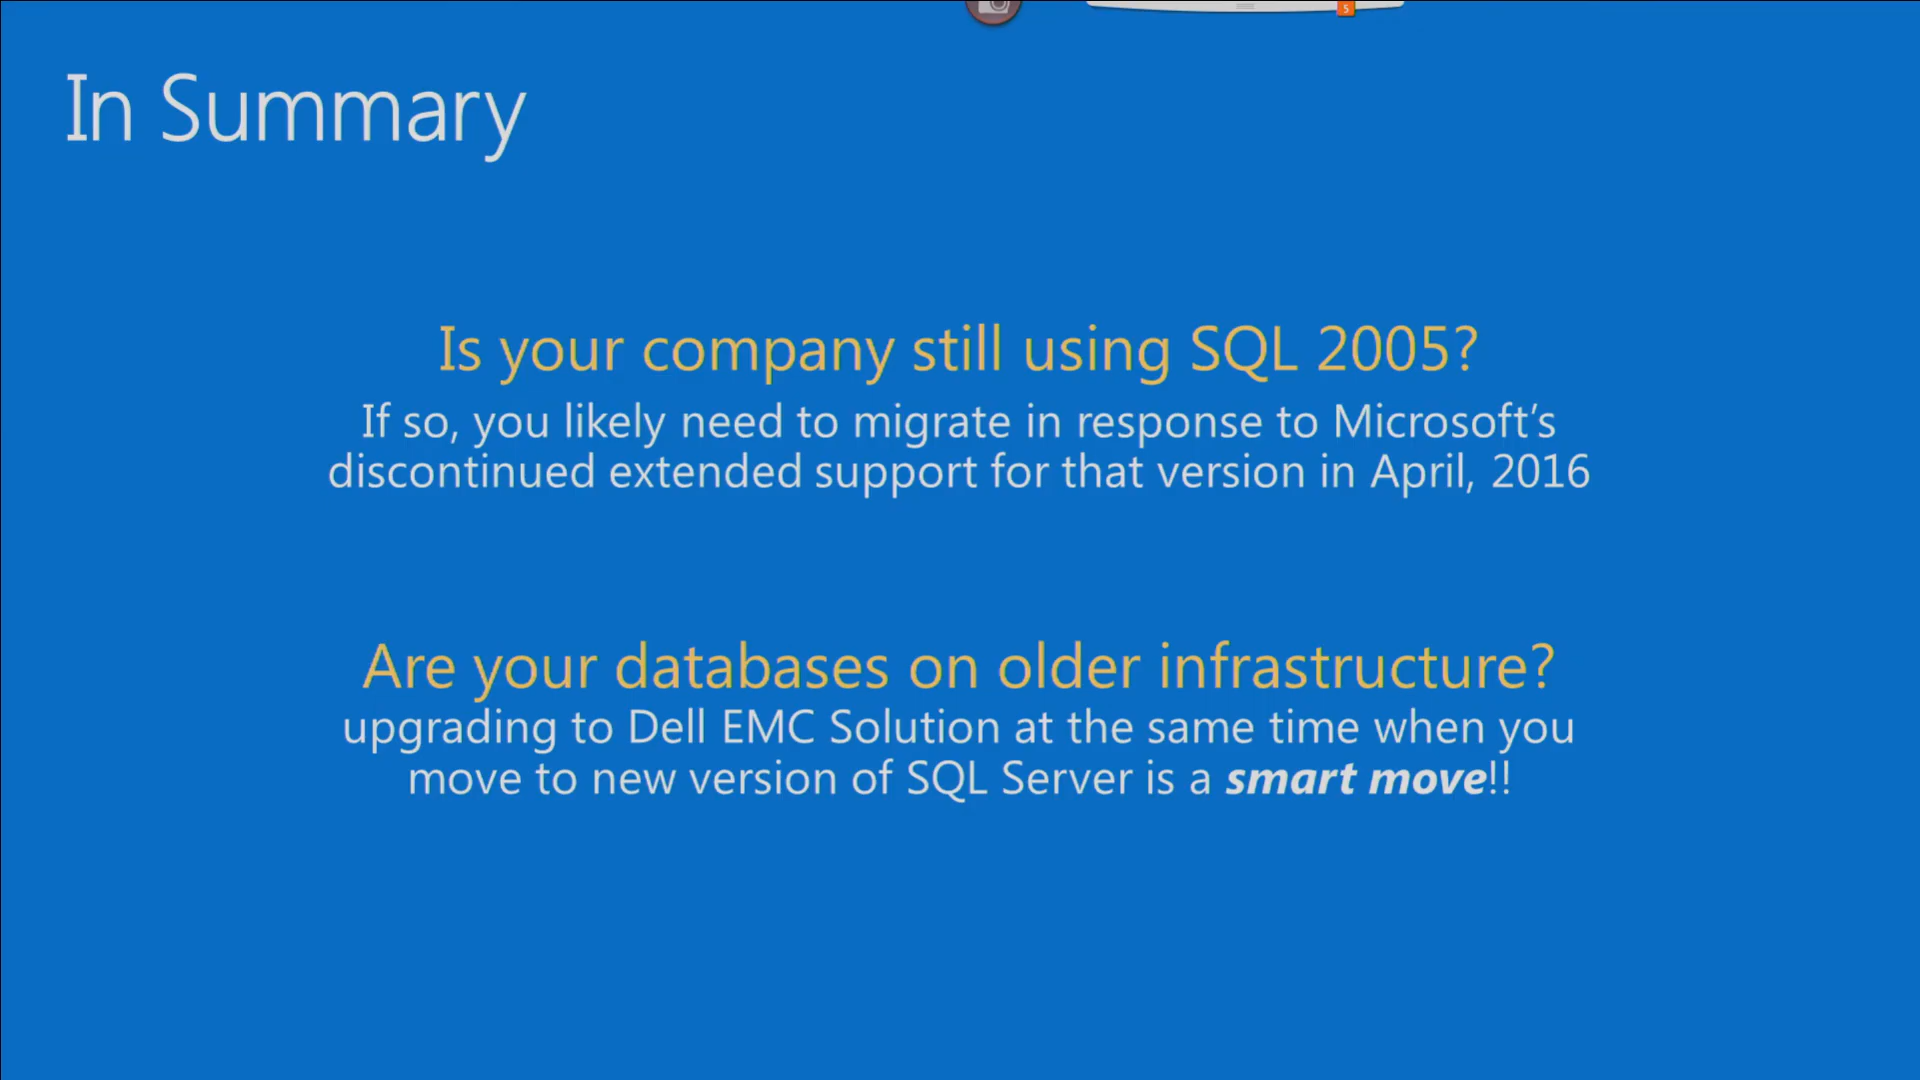 5
In Summary
Is your company still using SQL 2005?
If so, you likely need to migrate in response to Microsoft’s
discontinued extended support for that version in April, 2016
Are your databases on older infrastructure?
upgrading to Dell EMC Solution at the same time when you
move to new version of SQL Server is a smart move!!